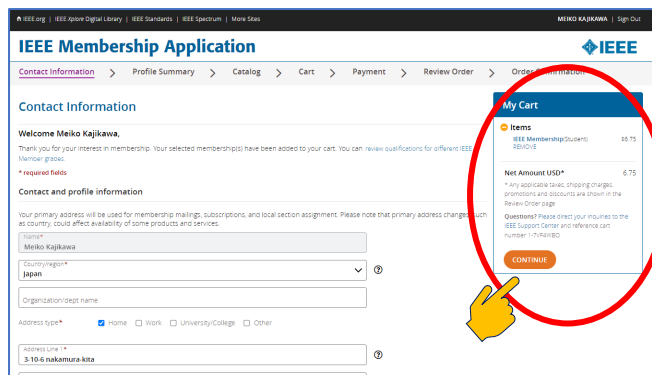 IEEE.org | IEEE Xplore Digital Library | IEEE Standards | IEEE Spectrum | More Sites
MEIKO KAJIKAWA | Sign Out
IEEE Membership Application
IEEE
Contact Information > Profile Summary > Catalog > Cart > Payment > Review Order > Order Confirmation
Contact Information
Welcome Meiko Kajikawa,
Thank you for your interest in membership. Your selected membership(s) have been added to your cart. You can review qualifications for different IEEE
Member grades.
* required fields
Contact and profile information
Your primary address will be used for membership mailings, subscriptions, and local section assignment. Please note that primary address changes, such
as country, could affect availability of some products and services.
Name*
Meiko Kajikawa
Country/region*
Japan
Organization/dept name
Address type* Home Work University/College Other
Address Line 1*
3-10-6 nakamura-kita
My Cart
Items
IEEE Membership(Student) $6.75
REMOVE
Net Amount USD* 6.75
* Any applicable taxes, shipping charges,
promotions and discounts are shown in the
Review Order page
Questions? Please direct your inquiries to the
IEEE Support Center and reference cart
number
CONTINUE